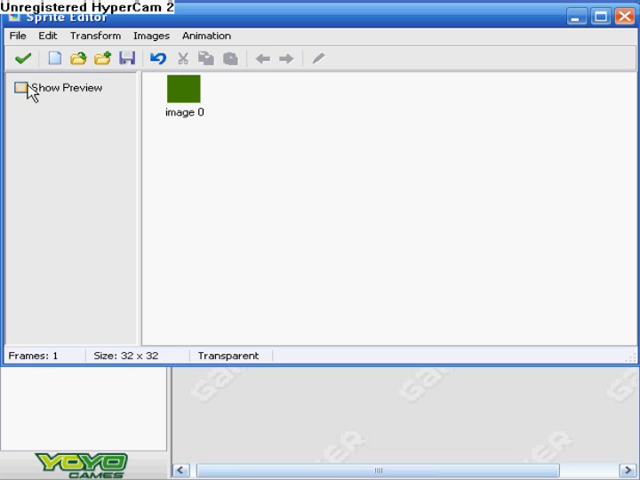 Unregistered HyperCam 2
Sprite Editor
File Edit Transform Images Animation
Show Preview
image 0
Frames: 1 Size: 32 x 32 Transparent
YOYO
GAMES